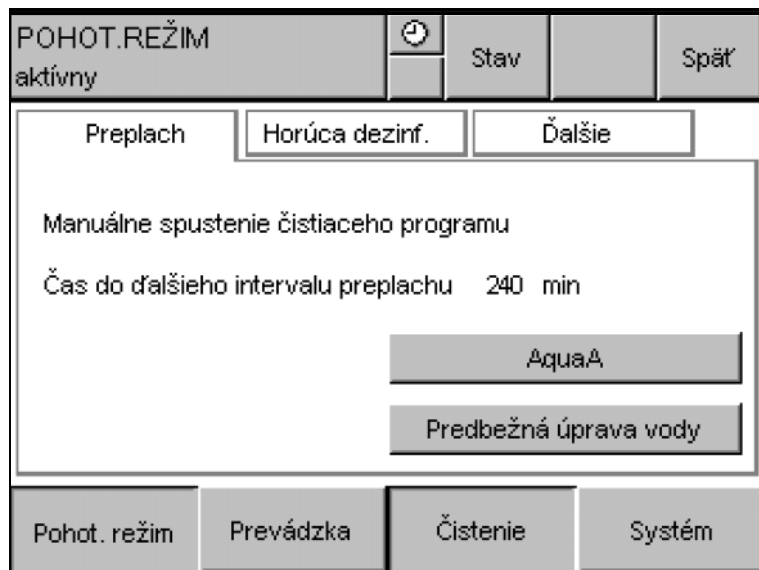 POHOT.REŽIM
aktívny
Stav
Späť
Preplach
Horúca dezinf.
Ďalšie
Manuálne spustenie čistiaceho programu
Čas do ďalšieho intervalu preplachu 240 min
AquaA
Predbežná úprava vody
Pohot. režim
Prevádzka
Čistenie
Systém